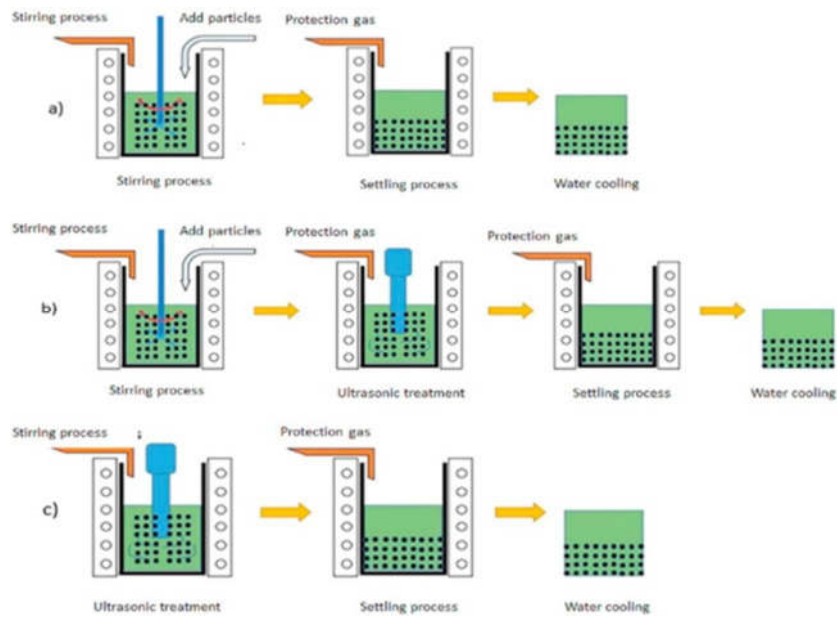 Stirring process Add particles Protection gas
a)
Stirring process Settling process Water cooling
Stirring process Add particles Protection gas Protection gas
b)
Stirring process Ultrasonic treatment Settling process Water cooling
Stirring process Protection gas
c)
Ultrasonic treatment Settling process Water cooling